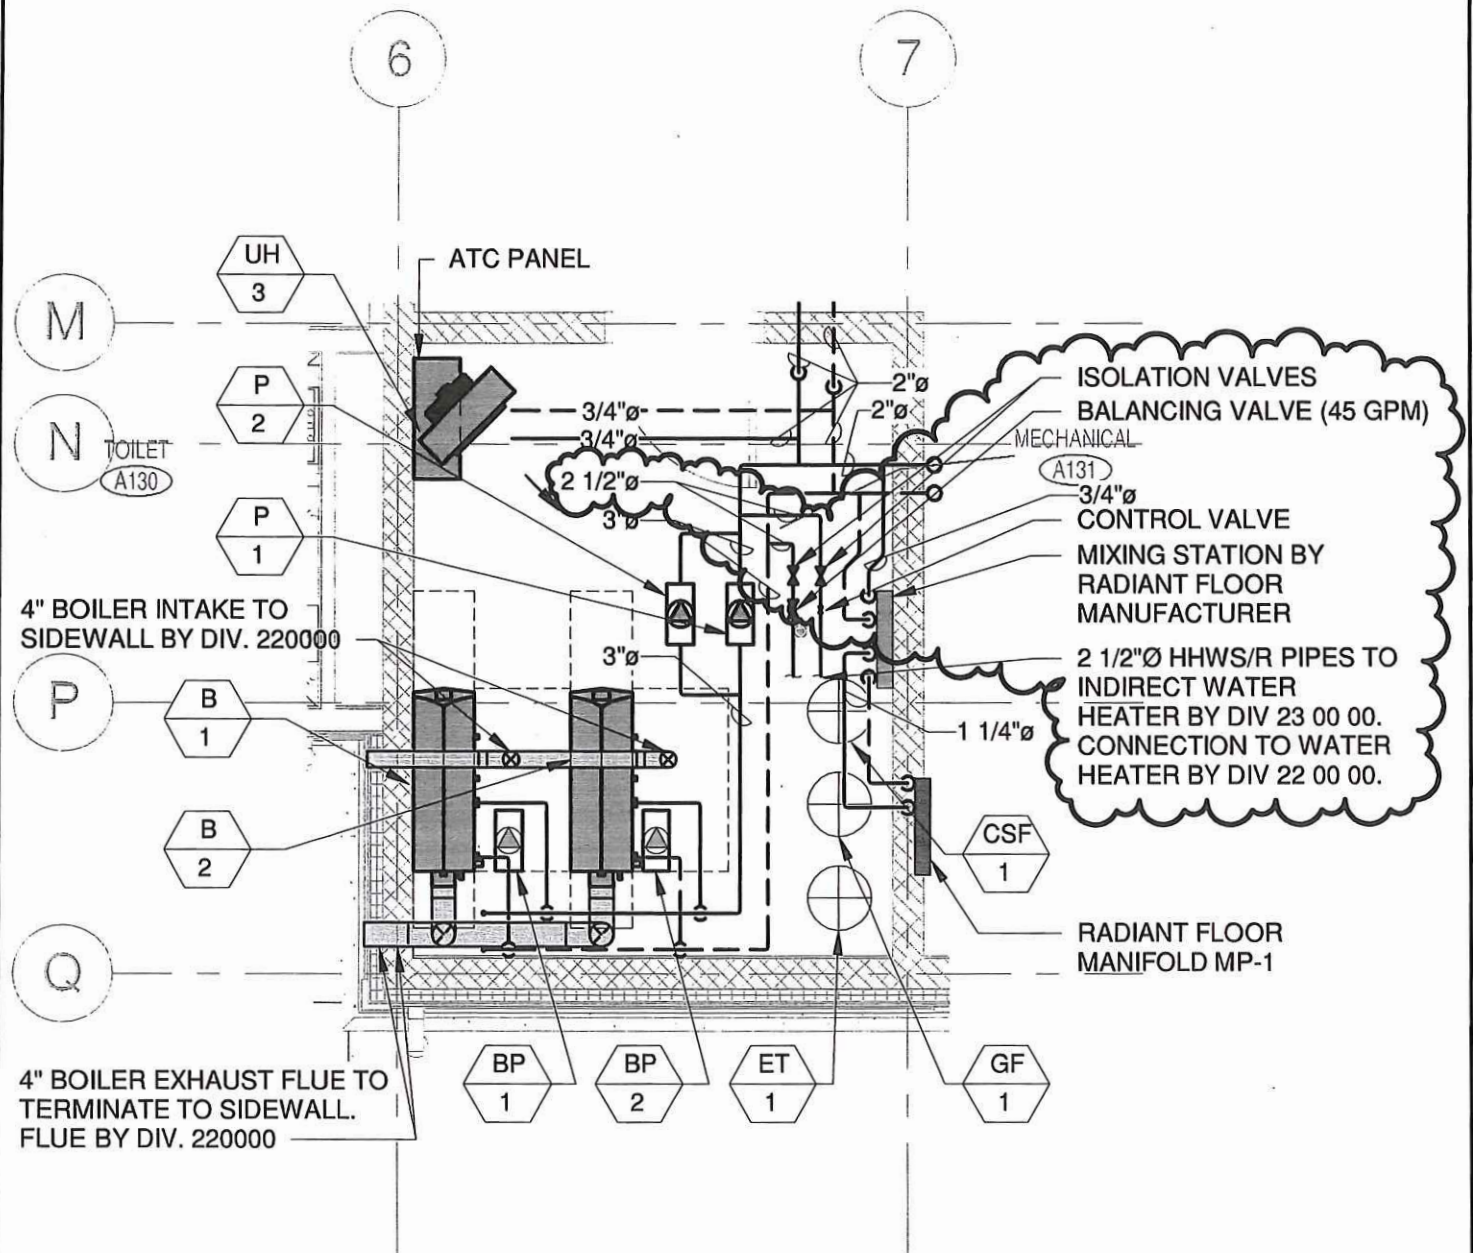 6
7
UH
3
ATC PANEL
M
P
2
N
TOILET
A130
3/4"ø
3/4"ø
2"ø
2"ø
ISOLATION VALVES
BALANCING VALVE (45 GPM)
MECHANICAL
A131
3/4"ø
CONTROL VALVE
MIXING STATION BY
RADIANT FLOOR
MANUFACTURER
2 1/2"ø
3"ø
P
1
4" BOILER INTAKE TO
SIDEWALL BY DIV. 220000
3"ø
2 1/2"Ø HHWS/R PIPES TO
INDIRECT WATER
HEATER BY DIV 23 00 00.
CONNECTION TO WATER
HEATER BY DIV 22 00 00.
1 1/4"ø
P
B
1
B
2
CSF
1
RADIANT FLOOR
MANIFOLD MP-1
Q
4" BOILER EXHAUST FLUE TO
TERMINATE TO SIDEWALL.
FLUE BY DIV. 220000
BP
1
BP
2
ET
1
GF
1